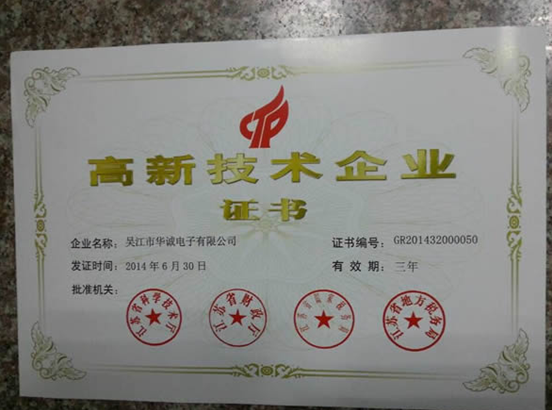 高新技术企业
证书
企业名称：吴江市华诚电子有限公司
证书编号：GR201432000050
发证时间：2014年6月30日
有效期：三年
批准机关：
江苏省科学技术厅
江苏省财政厅
江苏省国家税务局
江苏省地方税务局